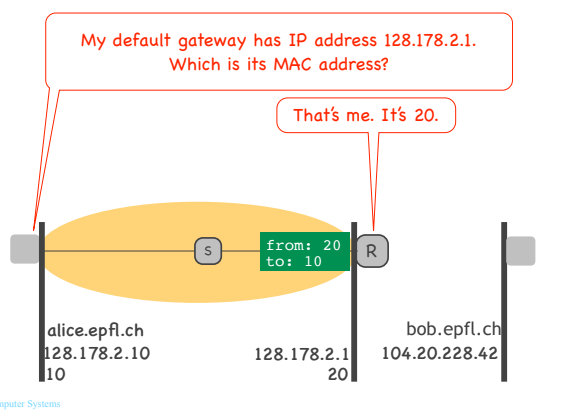 My default gateway has IP address 128.178.2.1.
Which is its MAC address?
That's me. It's 20.
S
from: 20
to: 10
R
alice.epfl.ch
128.178.2.10
10
128.178.2.1
20
bob.epfl.ch
104.20.228.42
mputer Systems